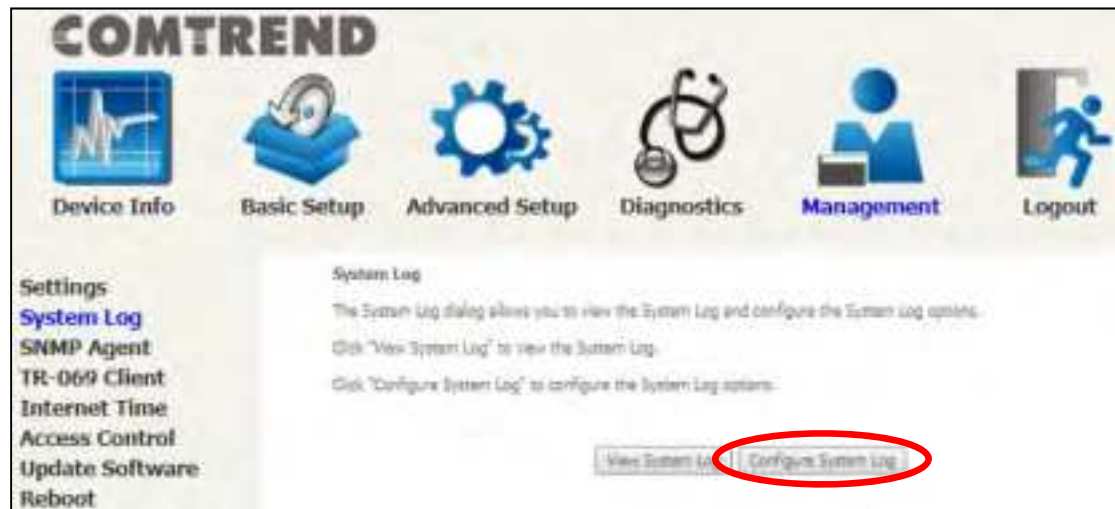 COMTREND
Device Info Basic Setup Advanced Setup Diagnostics Management Logout
Settings
System Log
SNMP Agent
TR-069 Client
Internet Time
Access Control
Update Software
Reboot
System Log
The System Log dialog allows you to view the System Log and configure the System Log options.
Click "View System Log" to view the System Log.
Click "Configure System Log" to configure the System Log options.
View System Log Configure System Log